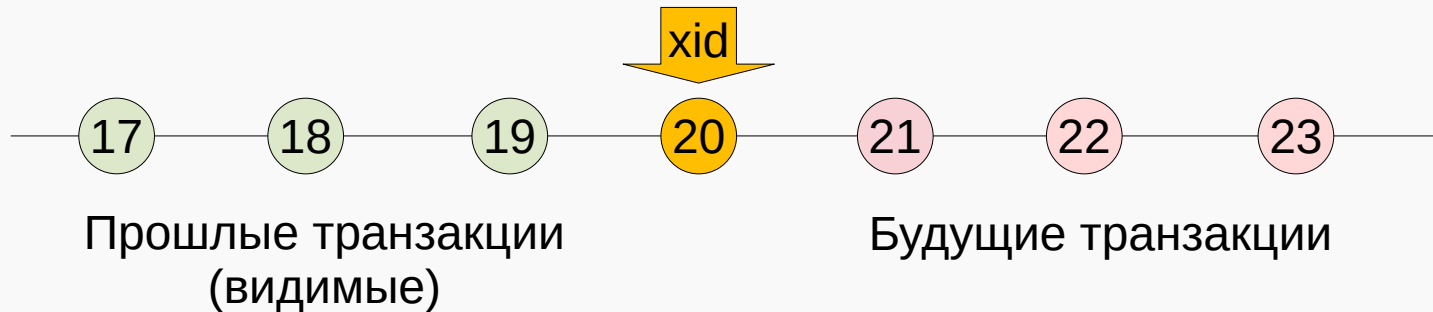 xid
17 18 19 20 21 22 23
Прошлые транзакции
(видимые)
Будущие транзакции